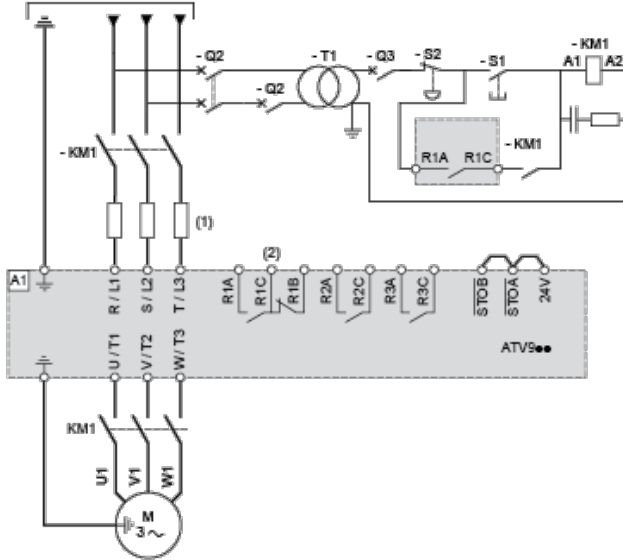 - Q2
- T1
- Q3
- S2
- S1
- KM1
A1
A2
- Q2
- KM1
R1A
R1C
- KM1
(1)
(2)
A1
R / L1
S / L2
T / L3
R1A
R1C
R1B
R2A
R2C
R3A
R3C
STOB
STOA
24V
U / T1
V / T2
W / T3
ATV9●●
KM1
U1
V1
W1
M
3 ~